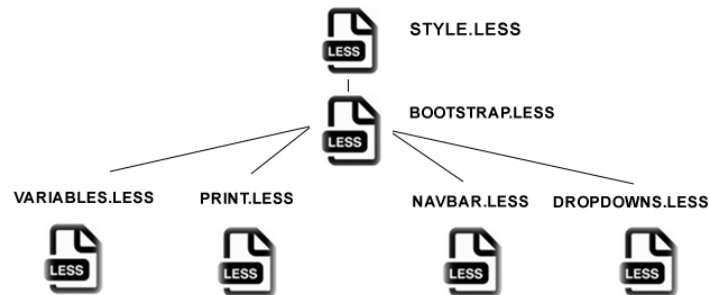 LESS
STYLE.LESS
LESS
BOOTSTRAP.LESS
VARIABLES.LESS
PRINT.LESS
NAVBAR.LESS
DROPDOWNS.LESS
LESS
LESS
LESS
LESS